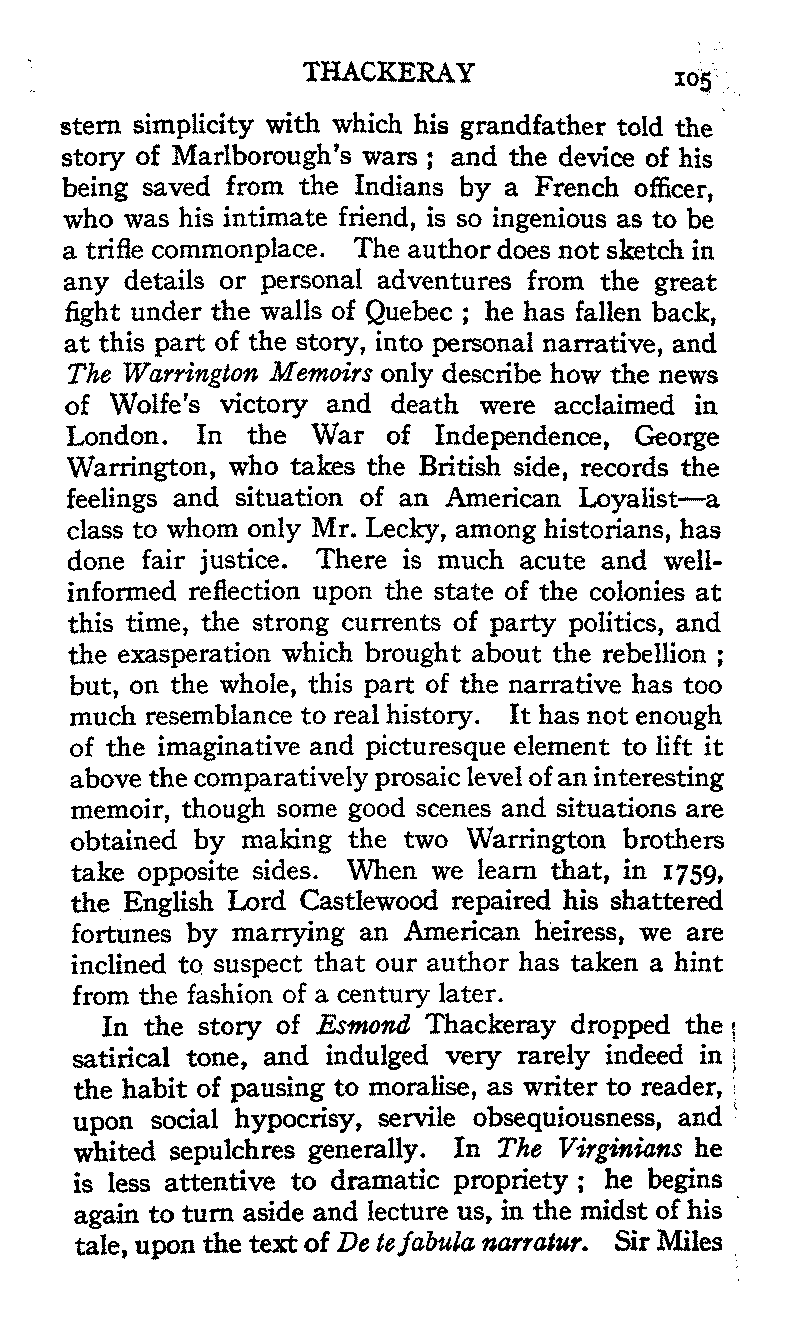 THACKERAY 105
stern simplicity with which his grandfather told the
story of Marlborough's wars ; and the device of his
being saved from the Indians by a French officer,
who was his intimate friend, is so ingenious as to be
a trifle commonplace. The author does not sketch in
any details or personal adventures from the great
fight under the walls of Quebec ; he has fallen back,
at this part of the story, into personal narrative, and
The Warrington Memoirs only describe how the news
of Wolfe's victory and death were acclaimed in
London. In the War of Independence, George
Warrington, who takes the British side, records the
feelings and situation of an American Loyalist—a
class to whom only Mr. Lecky, among historians, has
done fair justice. There is much acute and well-
informed reflection upon the state of the colonies at
this time, the strong currents of party politics, and
the exasperation which brought about the rebellion ;
but, on the whole, this part of the narrative has too
much resemblance to real history. It has not enough
of the imaginative and picturesque element to lift it
above the comparatively prosaic level of an interesting
memoir, though some good scenes and situations are
obtained by making the two Warrington brothers
take opposite sides. When we learn that, in 1759,
the English Lord Castlewood repaired his shattered
fortunes by marrying an American heiress, we are
inclined to suspect that our author has taken a hint
from the fashion of a century later.
In the story of Esmond Thackeray dropped the
satirical tone, and indulged very rarely indeed in
the habit of pausing to moralise, as writer to reader,
upon social hypocrisy, servile obsequiousness, and
whited sepulchres generally. In The Virginians he
is less attentive to dramatic propriety ; he begins
again to turn aside and lecture us, in the midst of his
tale, upon the text of De te fabula narratur. Sir Miles